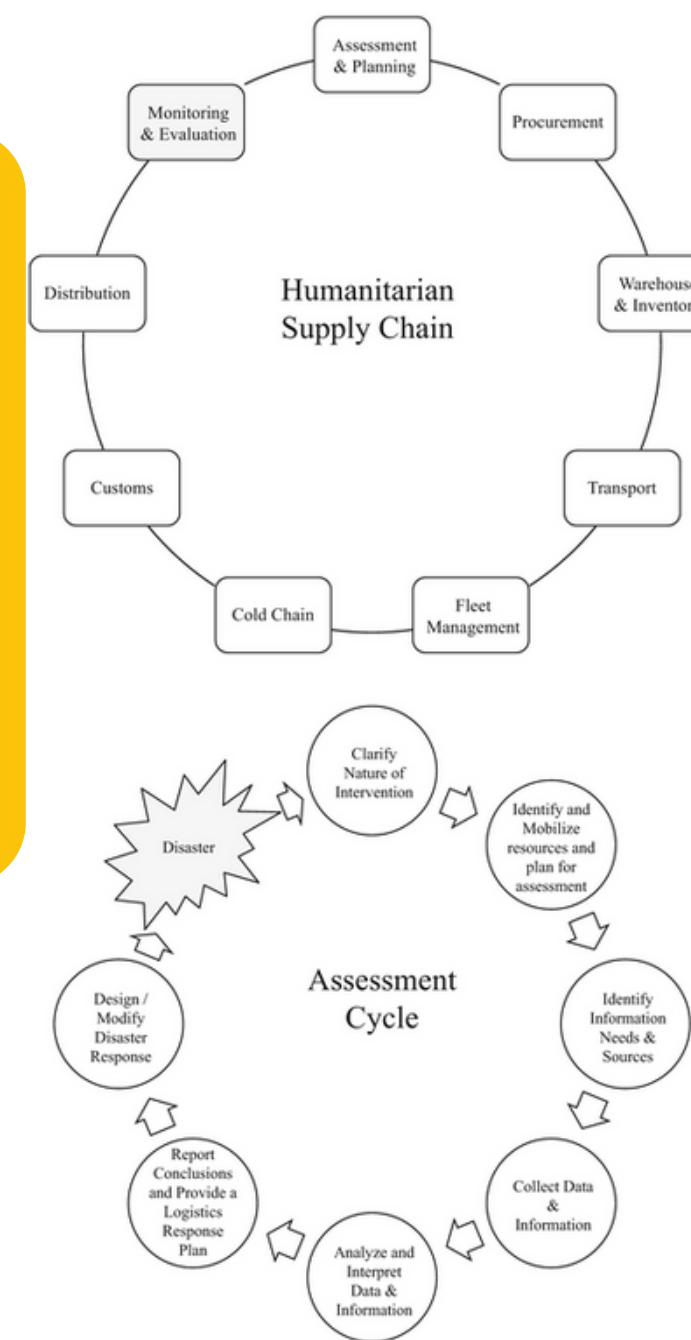 Assessment
& Planning
Monitoring
& Evaluation
Procurement
Distribution
Humanitarian
Supply Chain
Warehouse
& Inventor
Customs
Transport
Cold Chain
Fleet
Management
Clarify
Nature of
Intervention
Disaster
Identify and
Mobilize
resources and
plan for
assessment
Assessment
Cycle
Design /
Modify
Disaster
Response
Identify
Information
Needs &
Sources
Report
Conclusions
and Provide a
Logistics
Response
Plan
Collect Data
&
Information
Analyze and
Interpret
Data &
Information